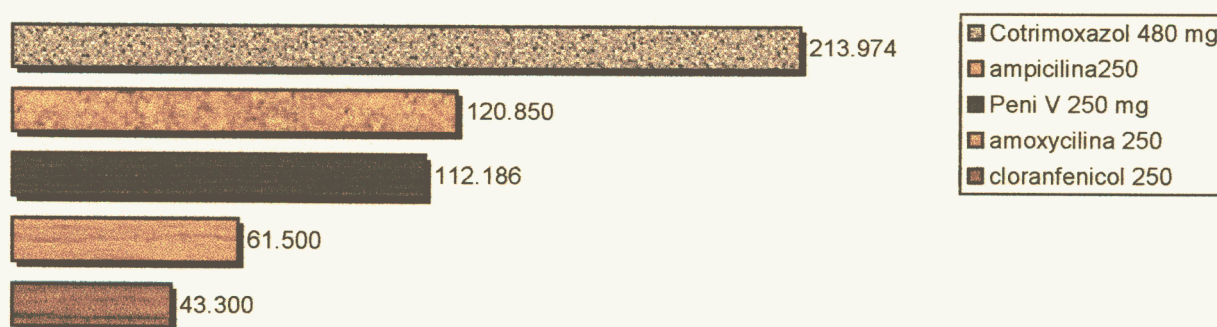 213.974
120.850
112.186
61.500
43.300
Cotrimoxazol 480 mg
ampicilina250
Peni V 250 mg
amoxycilina 250
cloranfenicol 250